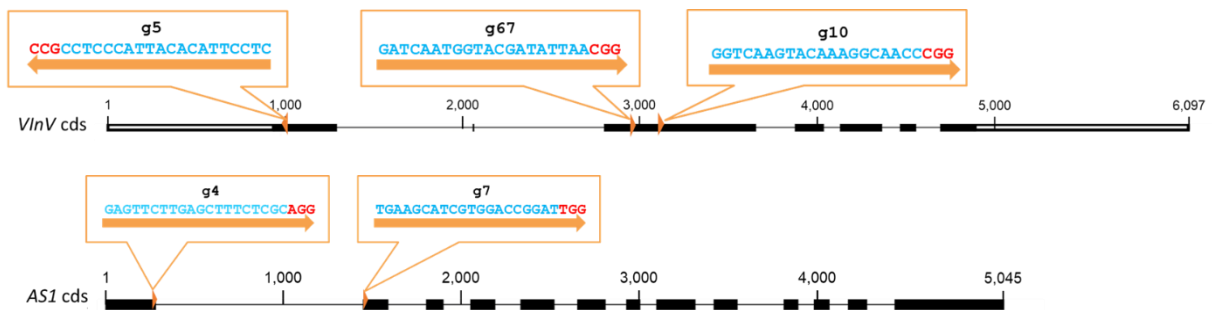 g5
CCGCCTCCCATTACACATTCCTC
g67
GATCAATGGTACGATATTAACGG
g10
GGTCAAGTACAAAGGCAACCCGG
1 1,000 2,000 3,000 4,000 5,000 6,097
VInV cds
g4
GAGTTCTTGAGCTTTCTCGCAGG
g7
TGAAGCATCGTGGACCGGATTGG
1 1,000 2,000 3,000 4,000 5,045
AS1 cds